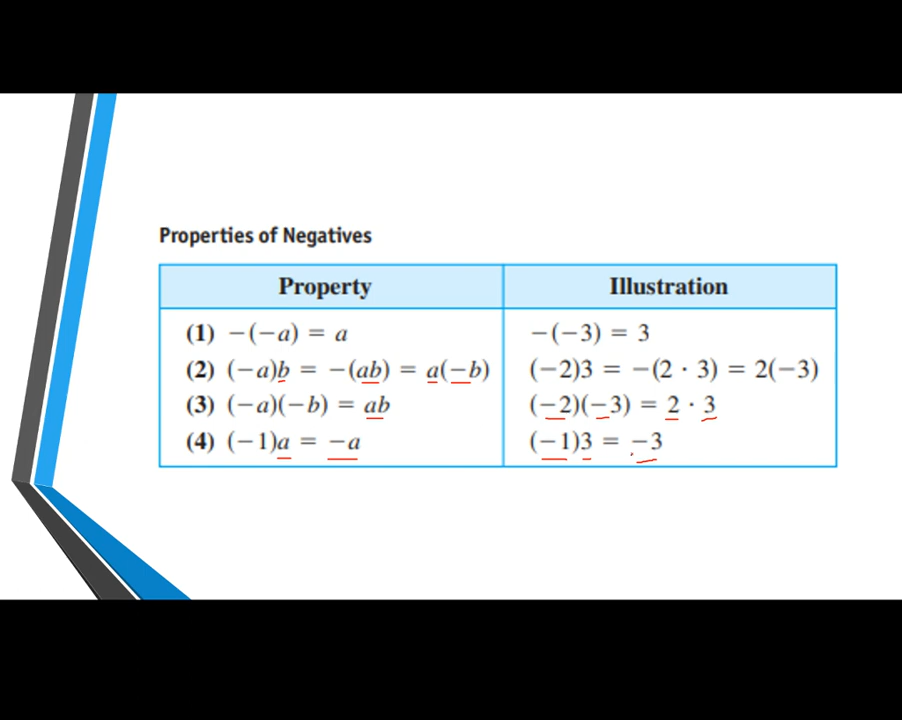 Properties of Negatives
Property Illustration
(1) −(−a) = a −(−3) = 3
(2) (−a)b = −(ab) = a(−b) (−2)3 = −(2 · 3) = 2(−3)
(3) (−a)(−b) = ab (−2)(−3) = 2 · 3
(4) (−1)a = −a (−1)3 = −3